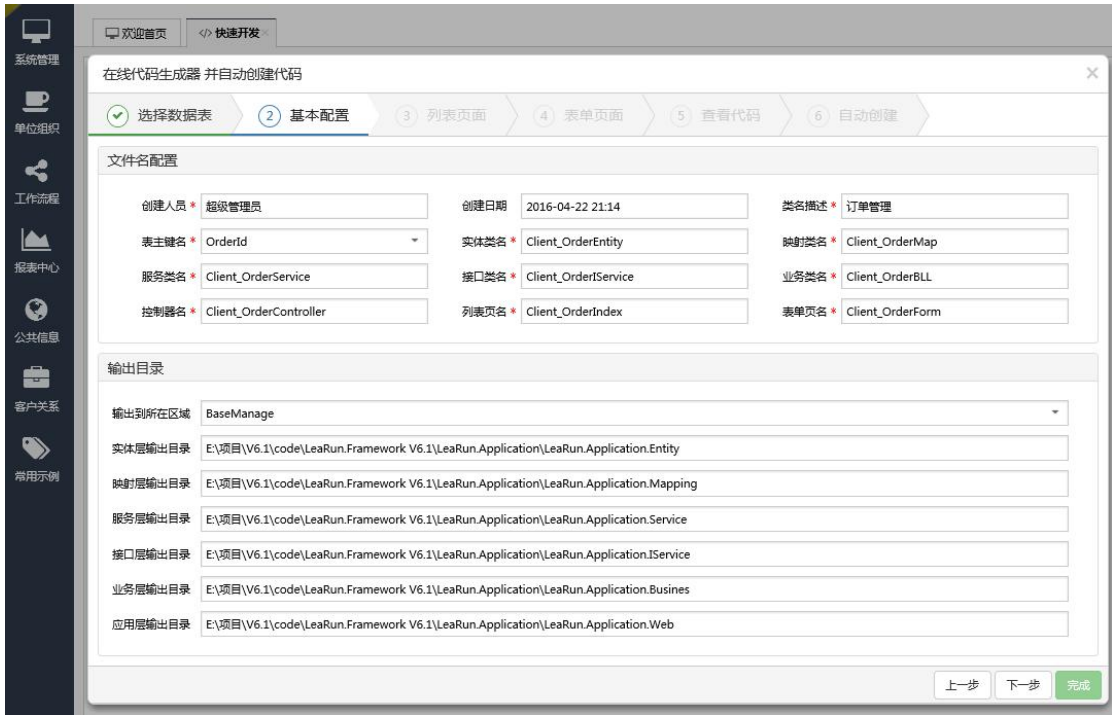 欢迎首页
</> 快速开发
系统管理
单位组织
工作流程
报表中心
公共信息
客户关系
常用示例
在线代码生成器 并自动创建代码
选择数据表
2 基本配置
3 列表页面
4 表单页面
5 查看代码
6 自动创建
文件名配置
创建人员 * 超级管理员
创建日期 2016-04-22 21:14
类名描述 * 订单管理
表主键名 * OrderId
实体类名 * Client_OrderEntity
映射类名 * Client_OrderMap
服务类名 * Client_OrderService
接口类名 * Client_OrderIService
业务类名 * Client_OrderBLL
控制器名 * Client_OrderController
列表页名 * Client_OrderIndex
表单页名 * Client_OrderForm
输出目录
输出到所在区域 BaseManage
实体层输出目录 E:\项目\V6.1\code\LeaRun.Framework V6.1\LeaRun.Application\LeaRun.Application.Entity
映射层输出目录 E:\项目\V6.1\code\LeaRun.Framework V6.1\LeaRun.Application\LeaRun.Application.Mapping
服务层输出目录 E:\项目\V6.1\code\LeaRun.Framework V6.1\LeaRun.Application\LeaRun.Application.Service
接口层输出目录 E:\项目\V6.1\code\LeaRun.Framework V6.1\LeaRun.Application\LeaRun.Application.IService
业务层输出目录 E:\项目\V6.1\code\LeaRun.Framework V6.1\LeaRun.Application\LeaRun.Application.Busines
应用层输出目录 E:\项目\V6.1\code\LeaRun.Framework V6.1\LeaRun.Application\LeaRun.Application.Web
上一步
下一步
完成